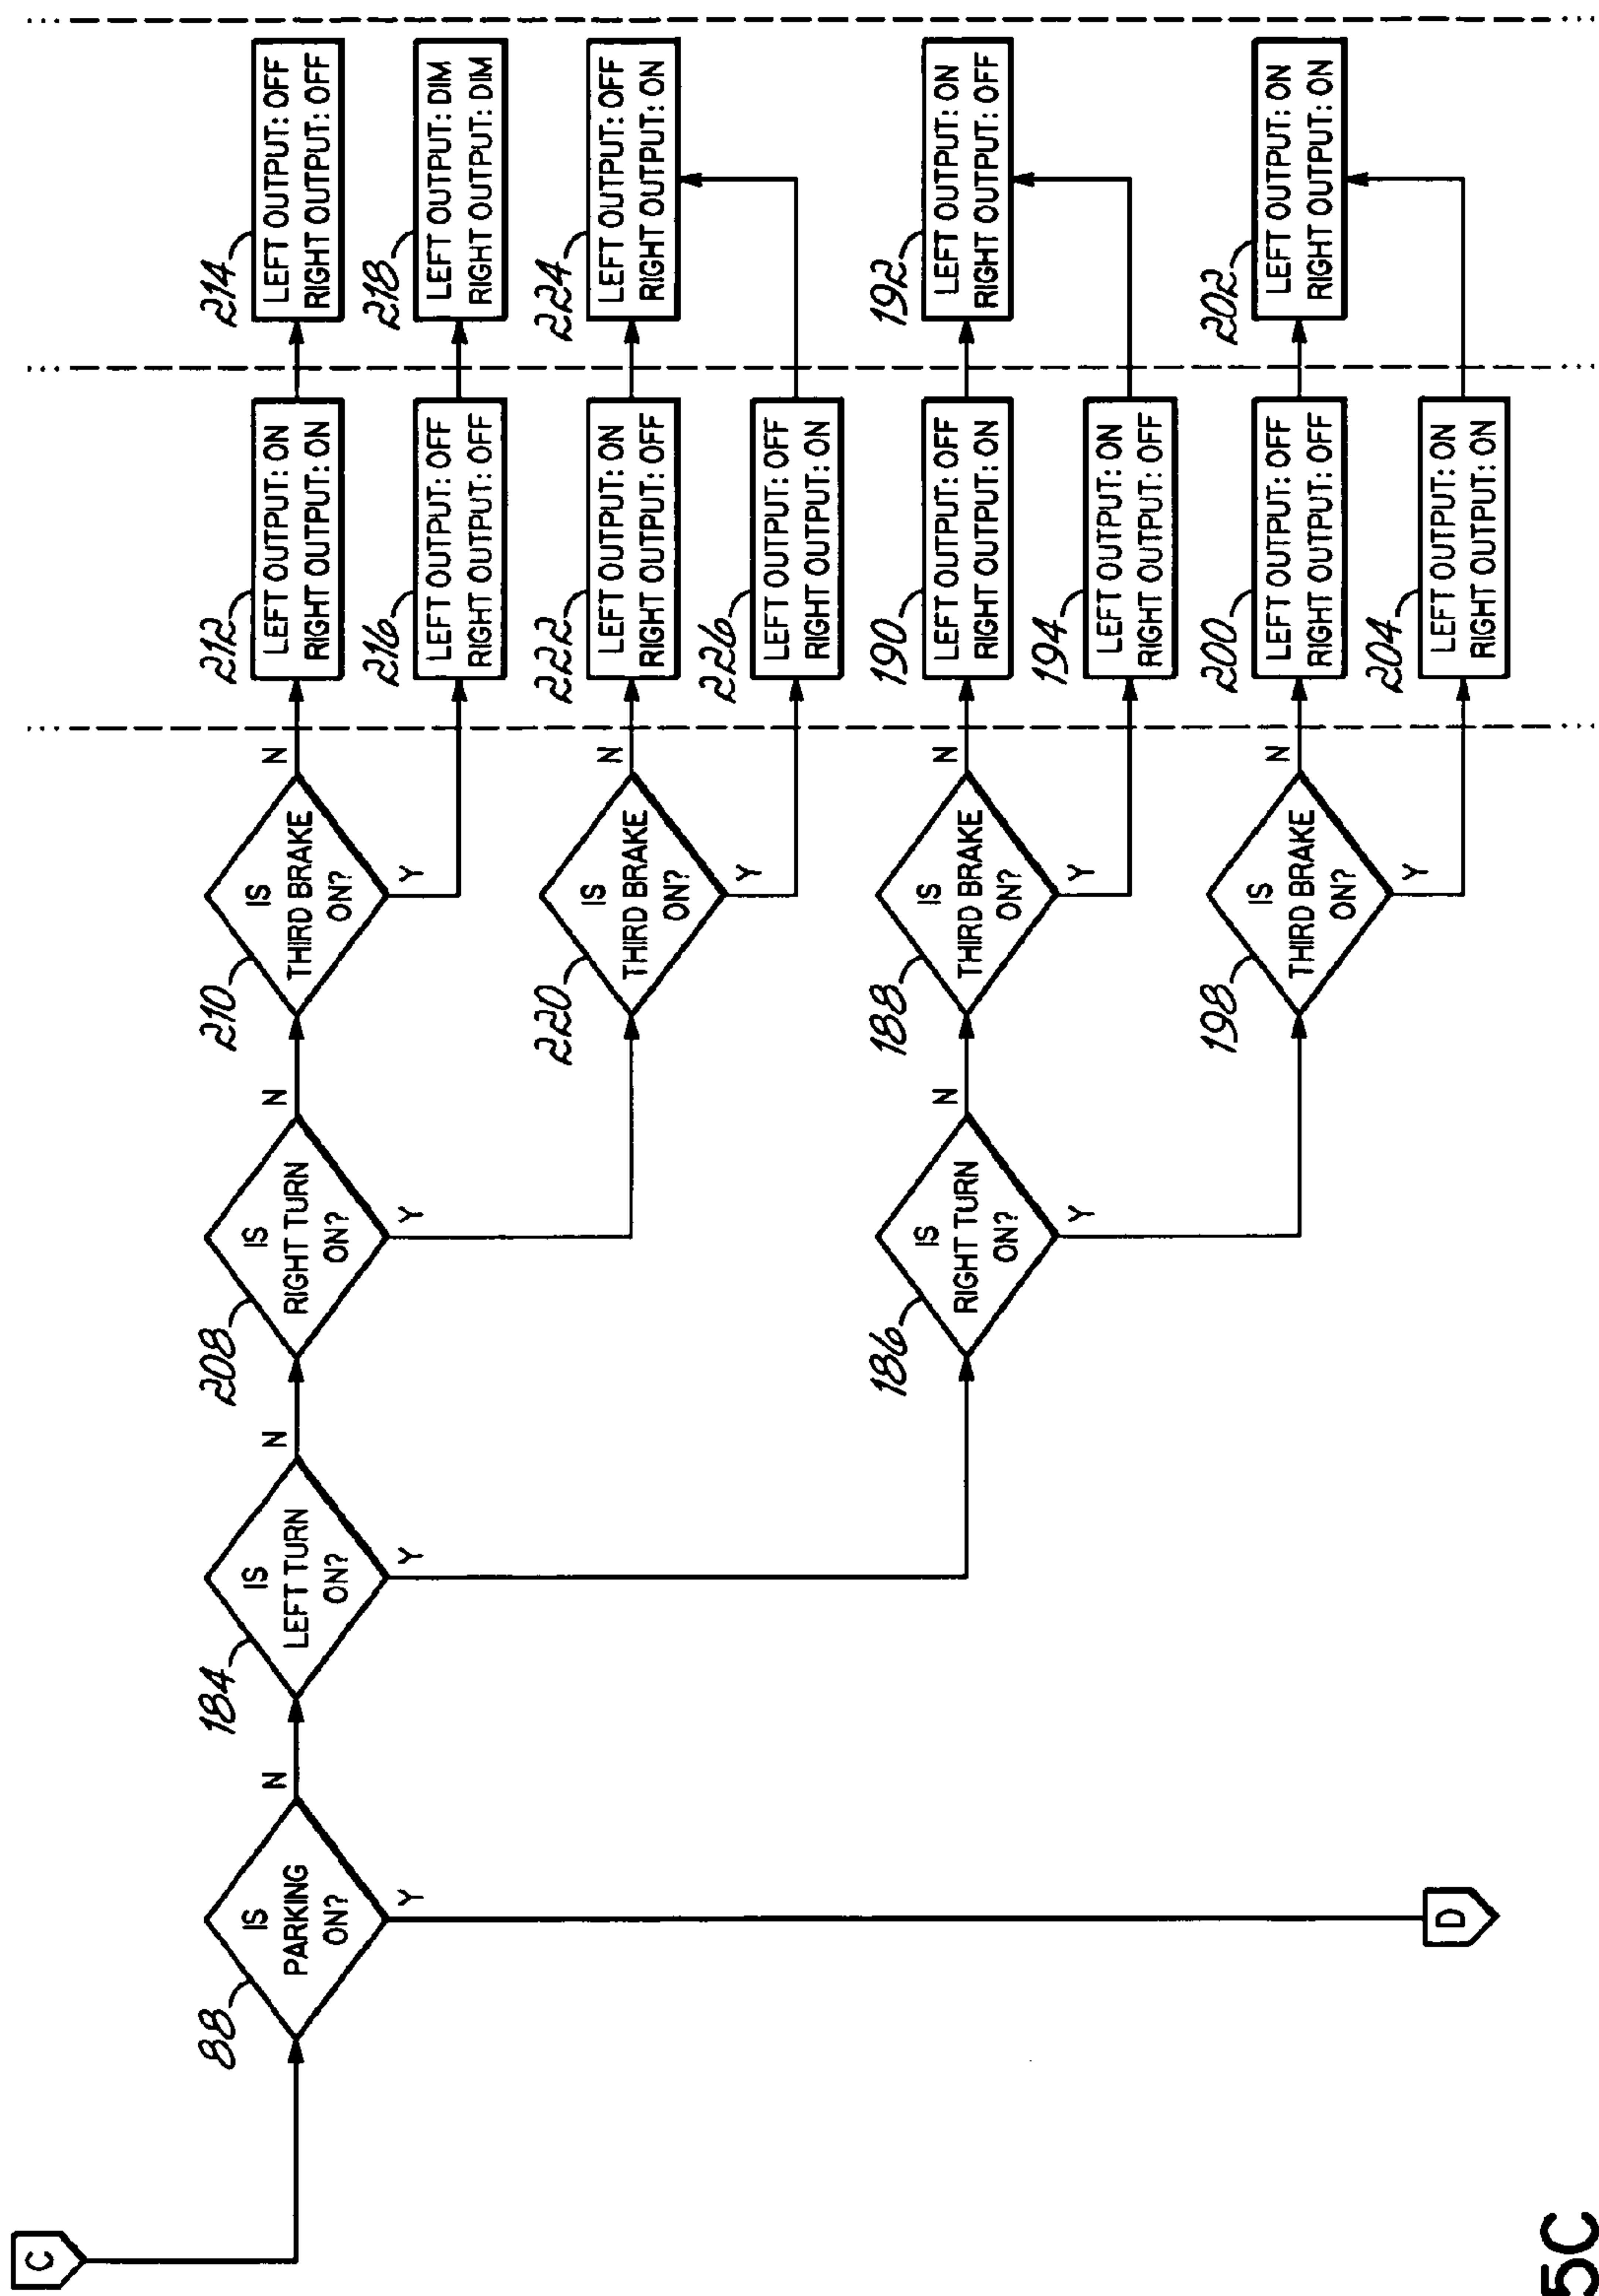 C
88
IS
PARKING
ON?
N
Y
D
184
IS
LEFT TURN
ON?
N
Y
208
IS
RIGHT TURN
ON?
N
Y
186
IS
RIGHT TURN
ON?
N
Y
210
IS
THIRD BRAKE
ON?
N
Y
220
IS
THIRD BRAKE
ON?
N
Y
188
IS
THIRD BRAKE
ON?
N
Y
198
IS
THIRD BRAKE
ON?
N
Y
212
LEFT OUTPUT: ON
RIGHT OUTPUT: ON
216
LEFT OUTPUT: OFF
RIGHT OUTPUT: OFF
222
LEFT OUTPUT: ON
RIGHT OUTPUT: OFF
226
LEFT OUTPUT: OFF
RIGHT OUTPUT: ON
190
LEFT OUTPUT: OFF
RIGHT OUTPUT: ON
194
LEFT OUTPUT: ON
RIGHT OUTPUT: OFF
200
LEFT OUTPUT: OFF
RIGHT OUTPUT: OFF
204
LEFT OUTPUT: ON
RIGHT OUTPUT: ON
214
LEFT OUTPUT: OFF
RIGHT OUTPUT: OFF
218
LEFT OUTPUT: DIM
RIGHT OUTPUT: DIM
224
LEFT OUTPUT: OFF
RIGHT OUTPUT: ON
192
LEFT OUTPUT: ON
RIGHT OUTPUT: OFF
202
LEFT OUTPUT: ON
RIGHT OUTPUT: ON
5C